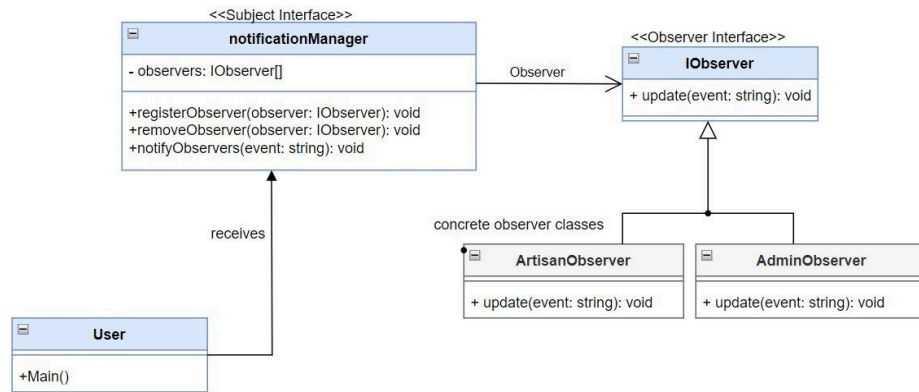 <<Subject Interface>>
notificationManager
- observers: IObserver[]
+registerObserver(observer: IObserver): void
+removeObserver(observer: IObserver): void
+notifyObservers(event: string): void
Observer
<<Observer Interface>>
IObserver
+ update(event: string): void
receives
concrete observer classes
ArtisanObserver
+ update(event: string): void
AdminObserver
+ update(event: string): void
User
+Main()